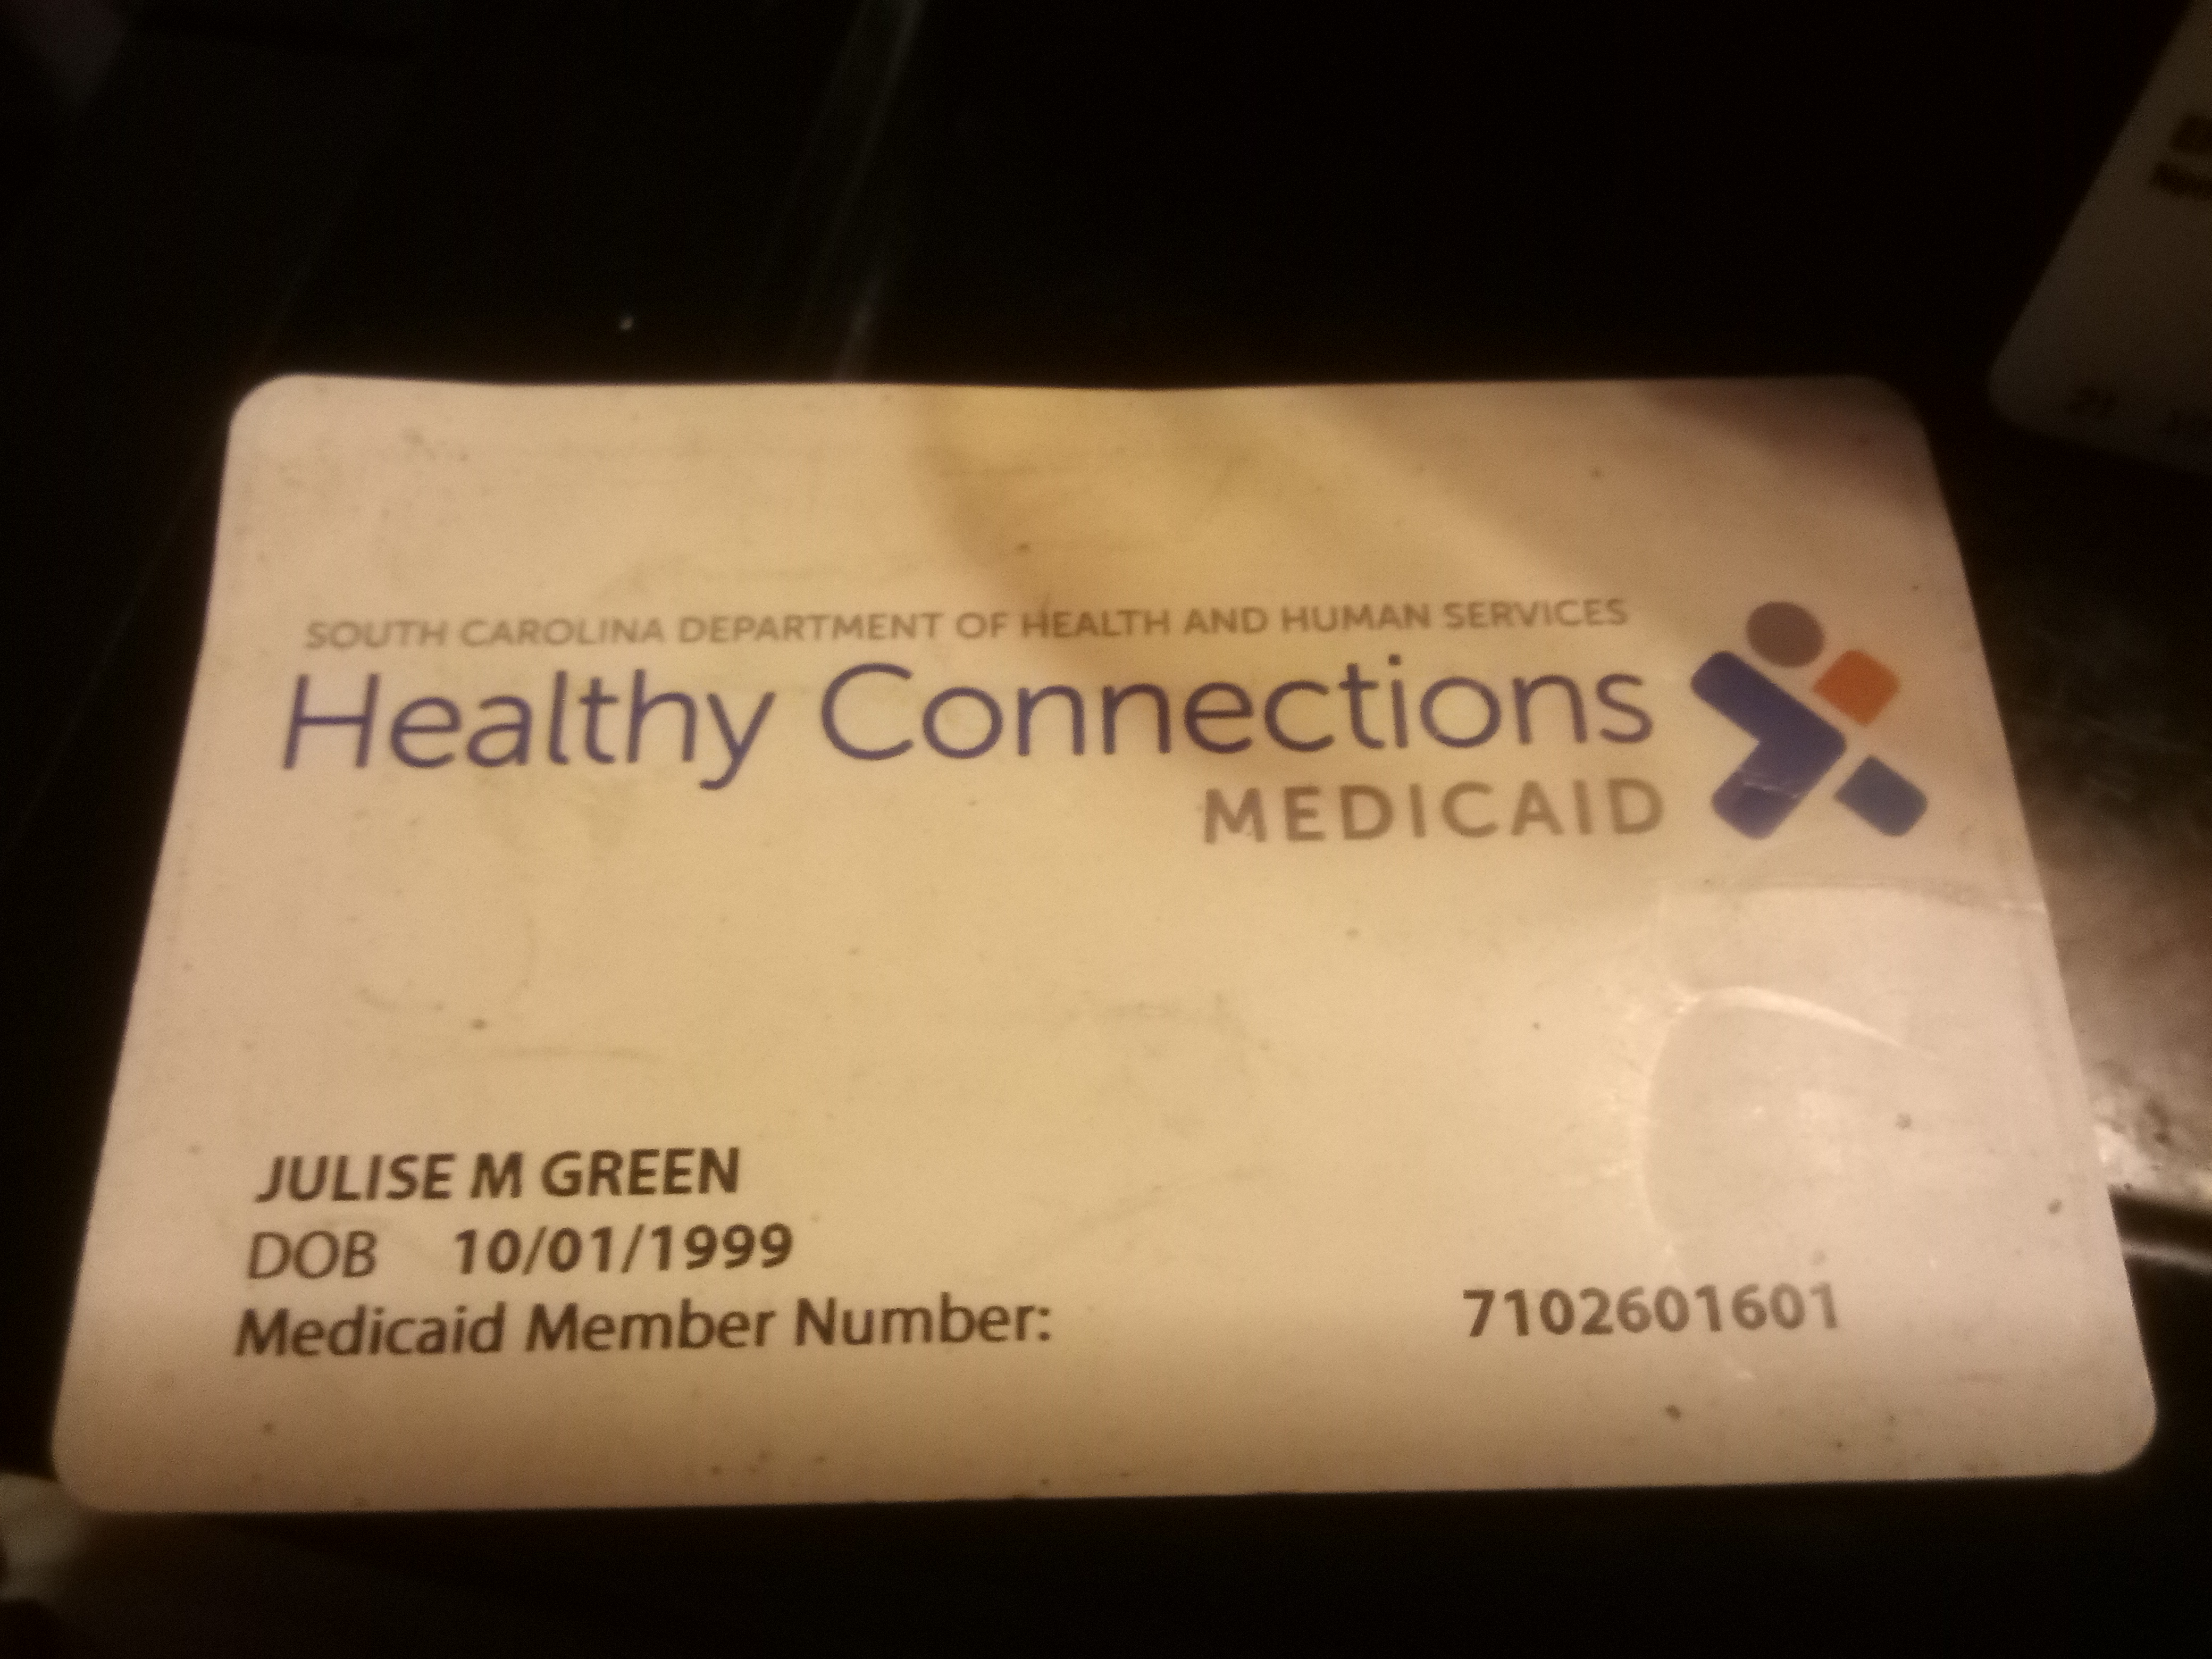 SOUTH CAROLINA DEPARTMENT OF HEALTH AND HUMAN SERVICES
Healthy Connections
MEDICAID
JULISE M GREEN
DOB 10/01/1999
Medicaid Member Number: 7102601601